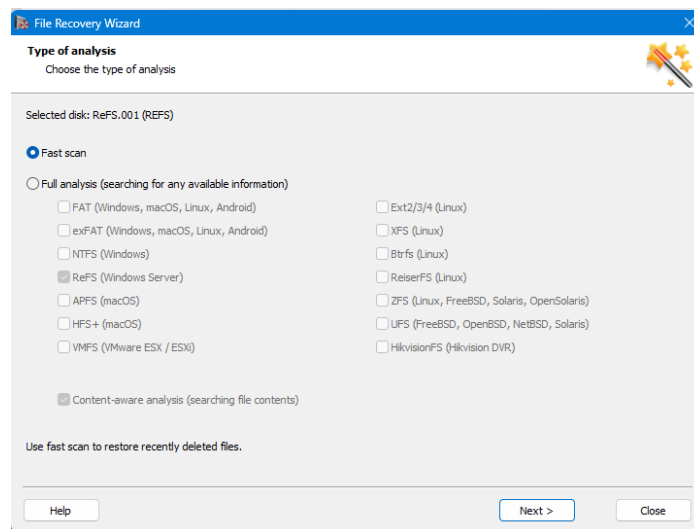 File Recovery Wizard
Type of analysis
Choose the type of analysis
Selected disk: ReFS.001 (REFS)
Fast scan
Full analysis (searching for any available information)
FAT (Windows, macOS, Linux, Android)
exFAT (Windows, macOS, Linux, Android)
NTFS (Windows)
ReFS (Windows Server)
APFS (macOS)
HFS+ (macOS)
VMFS (VMware ESX / ESXi)
Ext2/3/4 (Linux)
XFS (Linux)
Btrfs (Linux)
ReiserFS (Linux)
ZFS (Linux, FreeBSD, Solaris, OpenSolaris)
UFS (FreeBSD, OpenBSD, NetBSD, Solaris)
HikvisionFS (Hikvision DVR)
Content-aware analysis (searching file contents)
Use fast scan to restore recently deleted files.
Help
Next >
Close